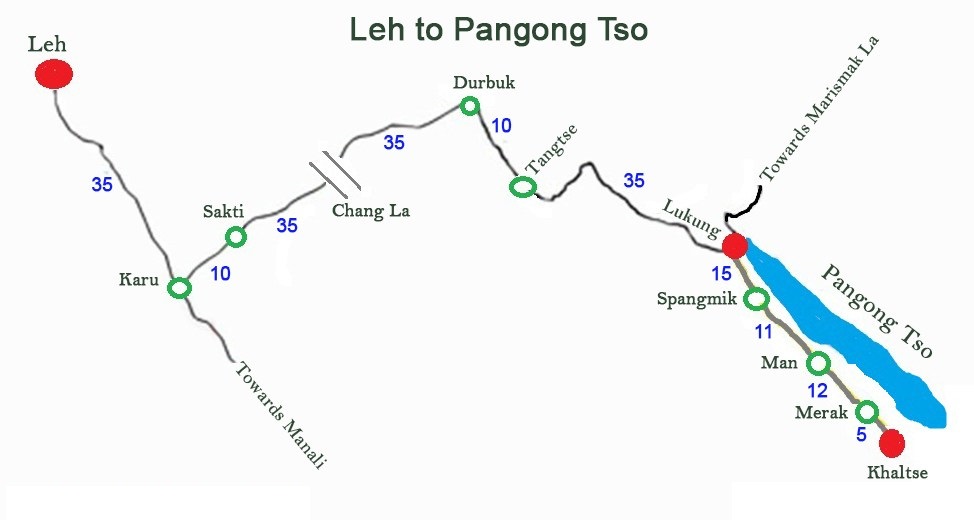 Leh to Pangong Tso
Leh
35
Karu
10
Sakti
35
Chang La
35
Durbuk
10
Tangtse
35
Lukung
Towards Marismak La
Pangong Tso
15
Spangmik
11
Man
12
Merak
5
Khaltse
Towards Manali